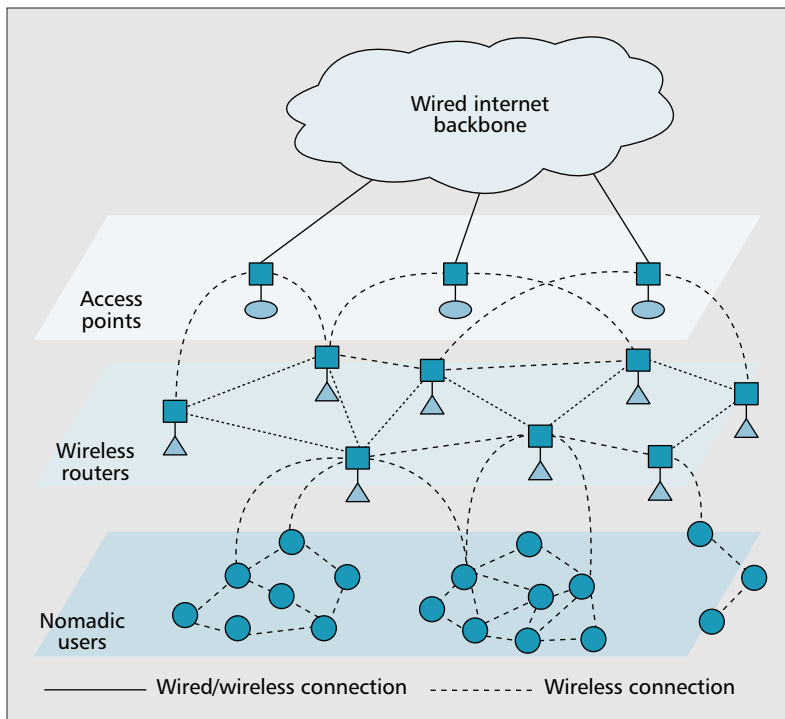 Wired internet
backbone
Access
points
Wireless
routers
Nomadic
users
Wired/wireless connection
Wireless connection